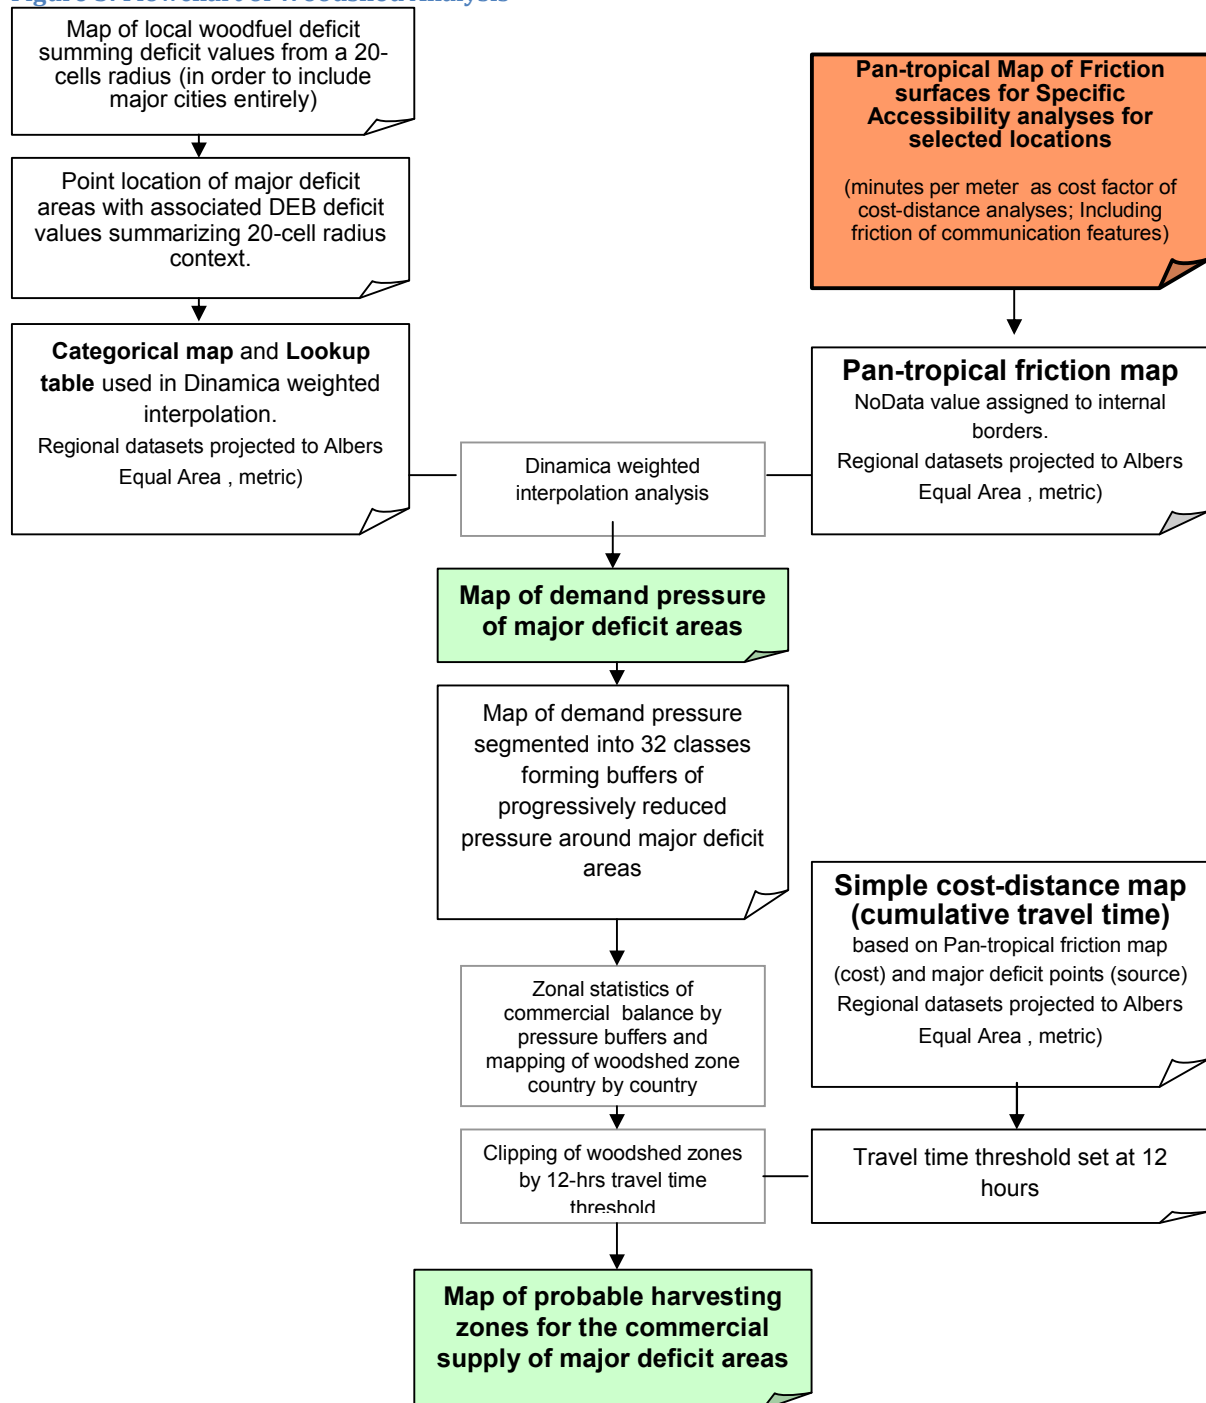 Map of local woodfuel deficit
summing deficit values from a 20-
cells radius (in order to include
major cities entirely)
Point location of major deficit
areas with associated DEB deficit
values summarizing 20-cell radius
context.
Categorical map and Lookup
table used in Dinamica weighted
interpolation.
Regional datasets projected to Albers
Equal Area , metric)
Pan-tropical Map of Friction
surfaces for Specific
Accessibility analyses for
selected locations
(minutes per meter as cost factor of
cost-distance analyses; Including
friction of communication features)
Pan-tropical friction map
NoData value assigned to internal
borders.
Regional datasets projected to Albers
Equal Area , metric)
Dinamica weighted
interpolation analysis
Map of demand pressure
of major deficit areas
Map of demand pressure
segmented into 32 classes
forming buffers of
progressively reduced
pressure around major deficit
areas
Zonal statistics of
commercial balance by
pressure buffers and
mapping of woodshed zone
country by country
Simple cost-distance map
(cumulative travel time)
based on Pan-tropical friction map
(cost) and major deficit points (source)
Regional datasets projected to Albers
Equal Area , metric)
Clipping of woodshed zones
by 12-hrs travel time
threshold
Travel time threshold set at 12
hours
Map of probable harvesting
zones for the commercial
supply of major deficit areas